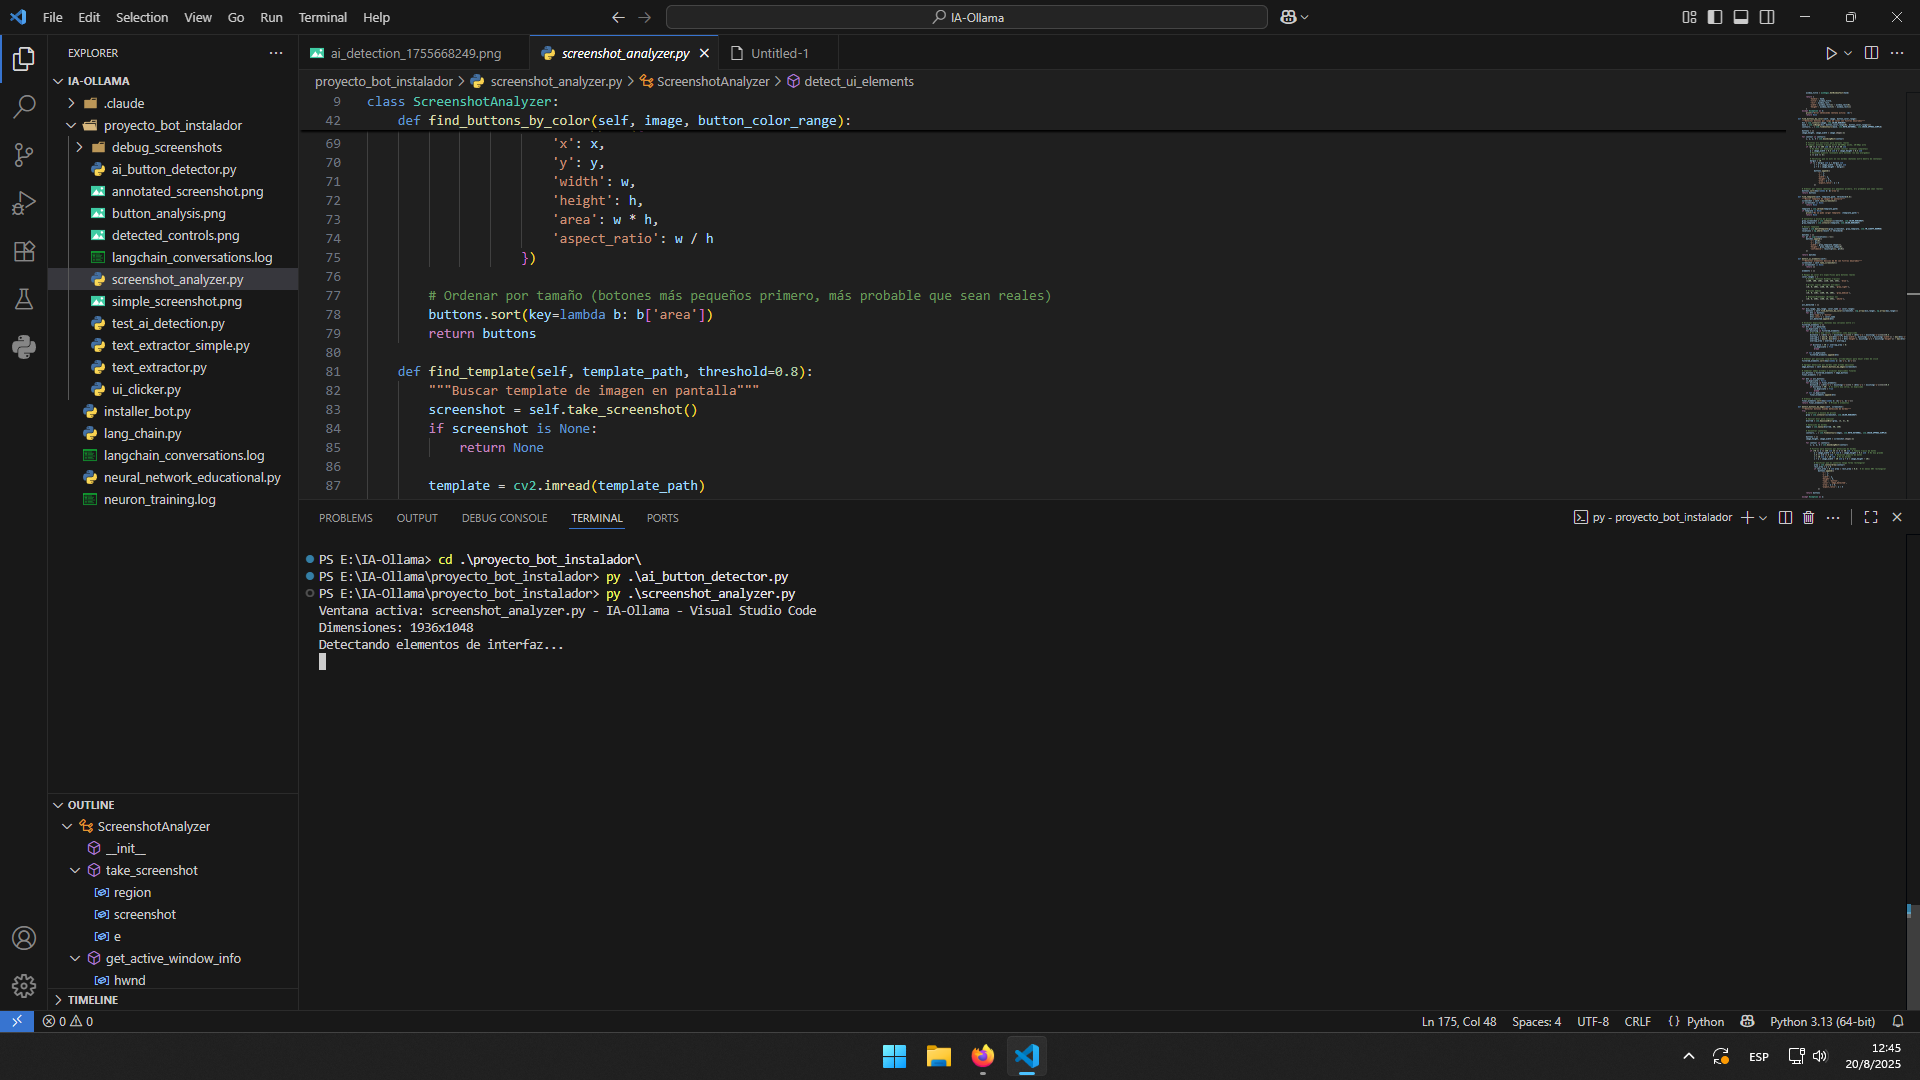 File Edit Selection View Go Run Terminal Help
IA-Ollama
EXPLORER
IA-OLLAMA
.claude
proyecto_bot_instalador
debug_screenshots
ai_button_detector.py
annotated_screenshot.png
button_analysis.png
detected_controls.png
langchain_conversations.log
screenshot_analyzer.py
simple_screenshot.png
test_ai_detection.py
text_extractor_simple.py
text_extractor.py
ui_clicker.py
installer_bot.py
lang_chain.py
langchain_conversations.log
neural_network_educational.py
neuron_training.log
OUTLINE
ScreenshotAnalyzer
__init__
take_screenshot
region
screenshot
e
get_active_window_info
hwnd
TIMELINE
ai_detection_1755668249.png screenshot_analyzer.py Untitled-1
proyecto_bot_instalador > screenshot_analyzer.py > ScreenshotAnalyzer > detect_ui_elements
9 class ScreenshotAnalyzer:
42 def find_buttons_by_color(self, image, button_color_range):
69 'x': x,
70 'y': y,
71 'width': w,
72 'height': h,
73 'area': w * h,
74 'aspect_ratio': w / h
75 })
76
77 # Ordenar por tamaño (botones más pequeños primero, más probable que sean reales)
78 buttons.sort(key=lambda b: b['area'])
79 return buttons
80
81 def find_template(self, template_path, threshold=0.8):
82 """Buscar template de imagen en pantalla"""
83 screenshot = self.take_screenshot()
84 if screenshot is None:
85 return None
86
87 template = cv2.imread(template_path)
PROBLEMS OUTPUT DEBUG CONSOLE TERMINAL PORTS
py - proyecto_bot_instalador
PS E:\IA-Ollama> cd .\proyecto_bot_instalador\
PS E:\IA-Ollama\proyecto_bot_instalador> py .\ai_button_detector.py
PS E:\IA-Ollama\proyecto_bot_instalador> py .\screenshot_analyzer.py
Ventana activa: screenshot_analyzer.py - IA-Ollama - Visual Studio Code
Dimensiones: 1936x1048
Detectando elementos de interfaz...
0 0
Ln 175, Col 48 Spaces: 4 UTF-8 CRLF {} Python Python 3.13 (64-bit)
ESP
12:45
20/8/2025